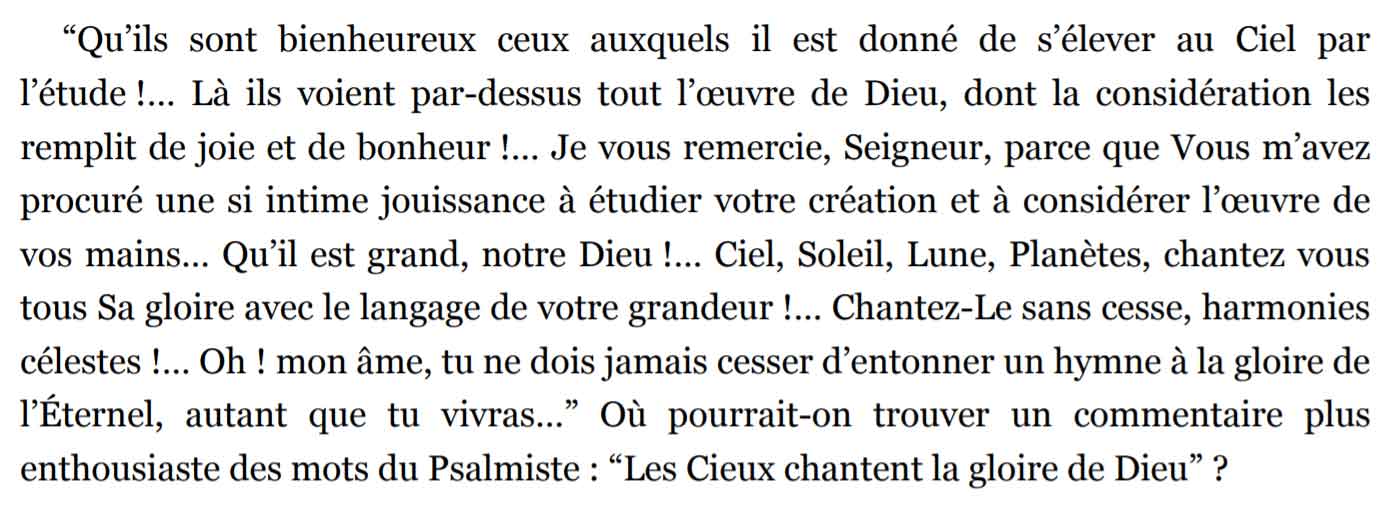 “Qu’ils sont bienheureux ceux auxquels il est donné de s’élever au Ciel par
l’étude !... Là ils voient par-dessus tout l’œuvre de Dieu, dont la considération les
remplit de joie et de bonheur !... Je vous remercie, Seigneur, parce que Vous m’avez
procuré une si intime jouissance à étudier votre création et à considérer l’œuvre de
vos mains... Qu’il est grand, notre Dieu !... Ciel, Soleil, Lune, Planètes, chantez vous
tous Sa gloire avec le langage de votre grandeur !... Chantez-Le sans cesse, harmonies
célestes !... Oh ! mon âme, tu ne dois jamais cesser d’entonner un hymne à la gloire de
l’Éternel, autant que tu vivras...” Où pourrait-on trouver un commentaire plus
enthousiaste des mots du Psalmiste : “Les Cieux chantent la gloire de Dieu” ?